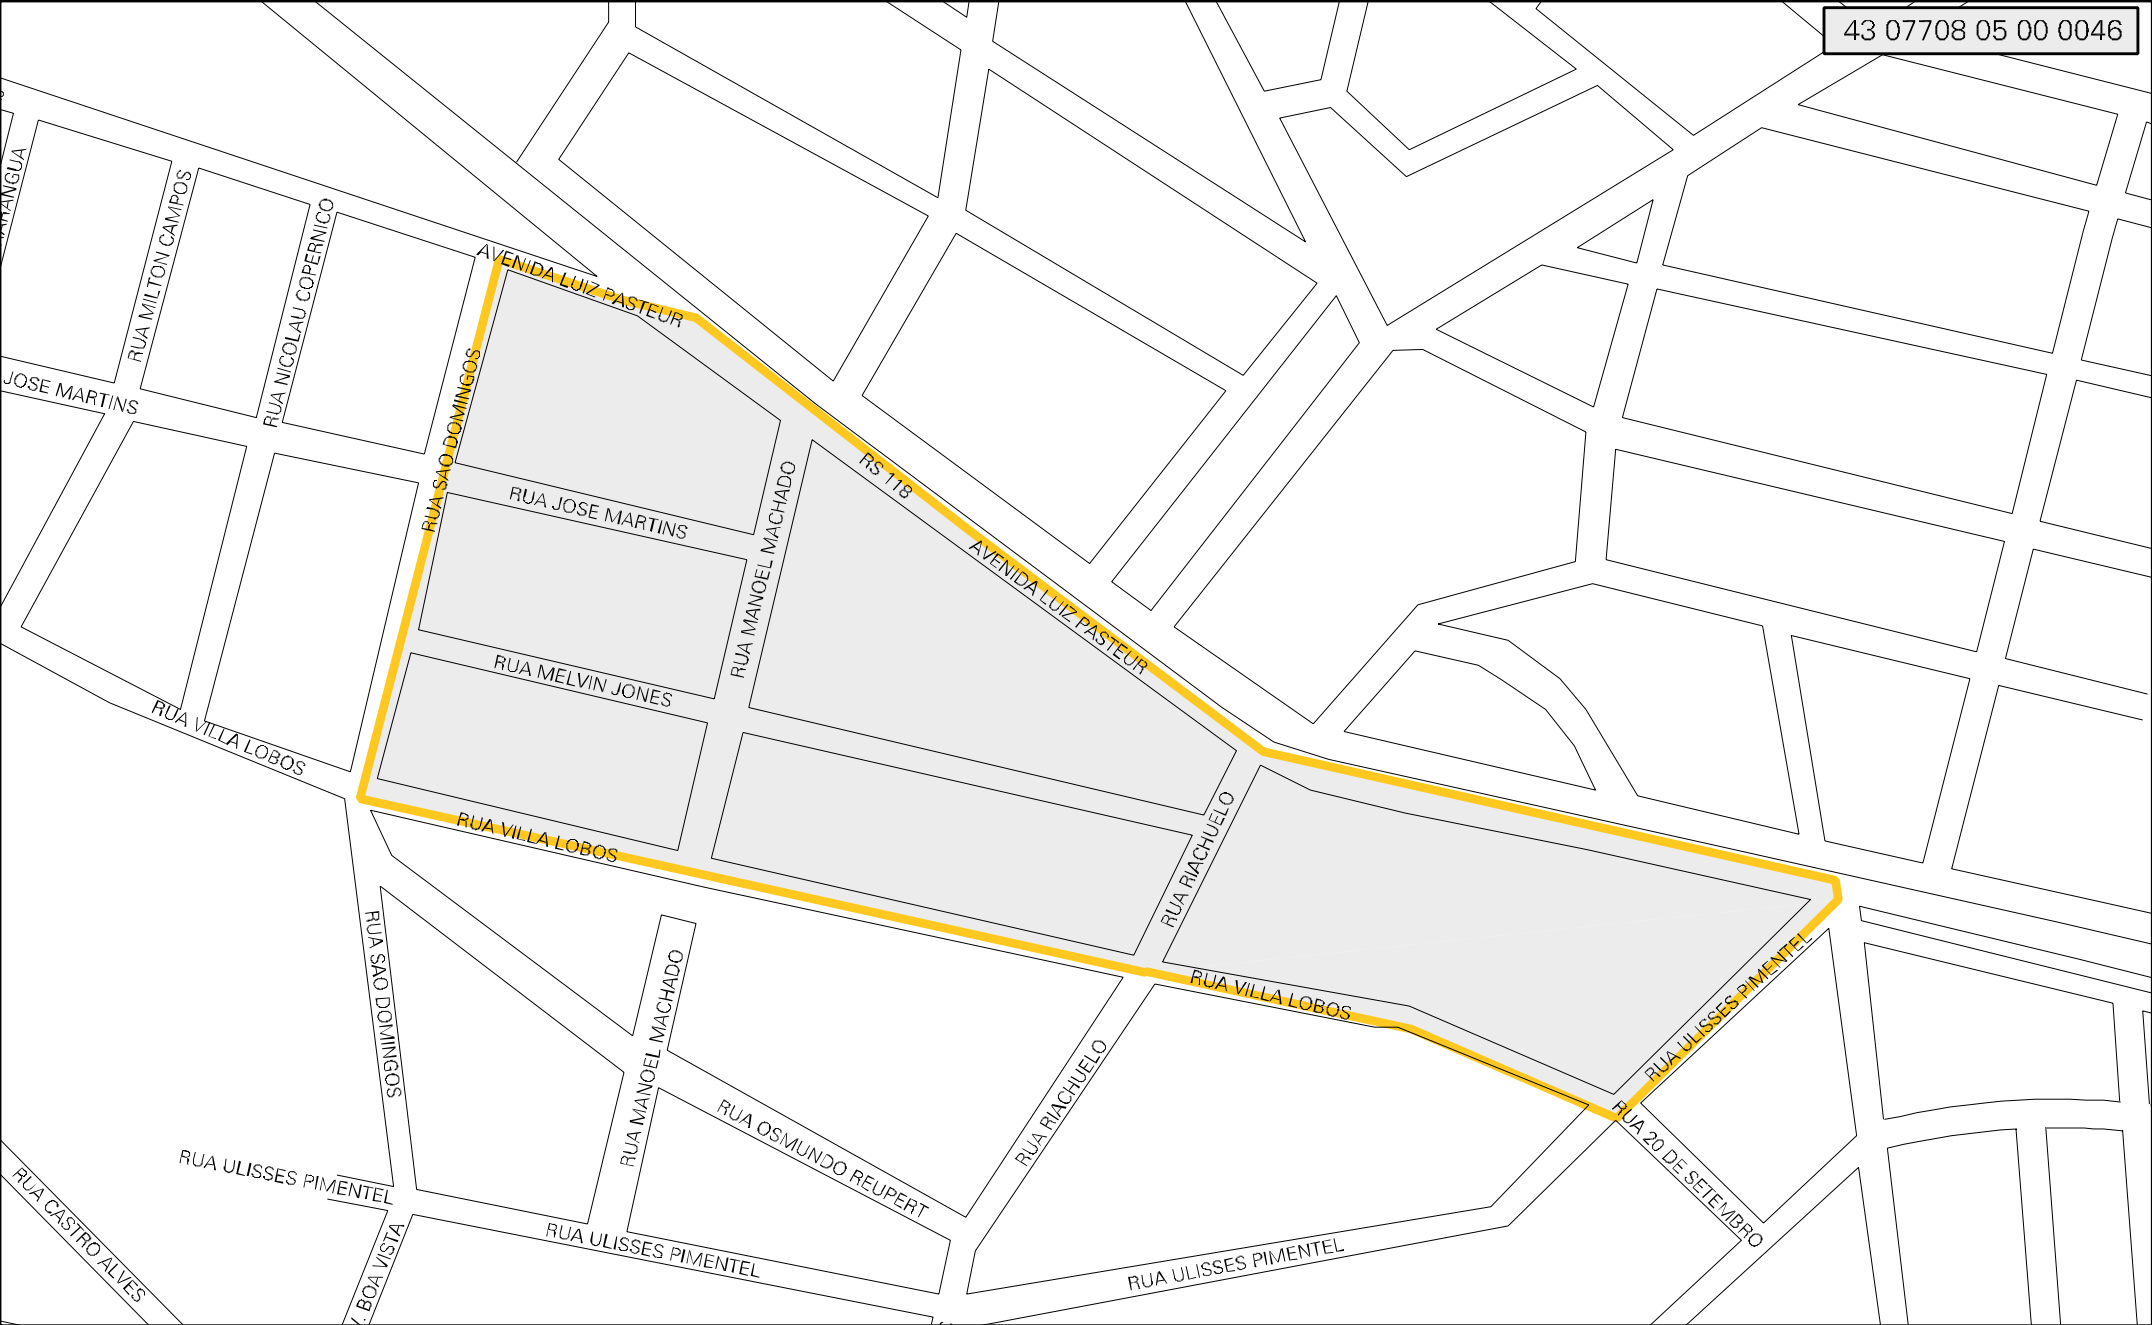 43 07708 05 00 0046
RUA MILTON CAMPOS
RUA NICOLAU COPERNICO
AVENIDA LUIZ PASTEUR
JOSE MARTINS
RUA SAO DOMINGOS
RS 118
RUA JOSE MARTINS
RUA MANOEL MACHADO
AVENIDA LUIZ PASTEUR
RUA MELVIN JONES
RUA VILLA LOBOS
RUA VILLA LOBOS
RUA RIACHUELO
RUA VILLA LOBOS
RUA ULISSES PIMENTEL
RUA SAO DOMINGOS
RUA MANOEL MACHADO
RUA RIACHUELO
RUA OSMUNDO REUPERT
RUA 20 DE SETEMBRO
RUA ULISSES PIMENTEL
RUA CASTRO ALVES
BOA VISTA
RUA ULISSES PIMENTEL
RUA ULISSES PIMENTEL